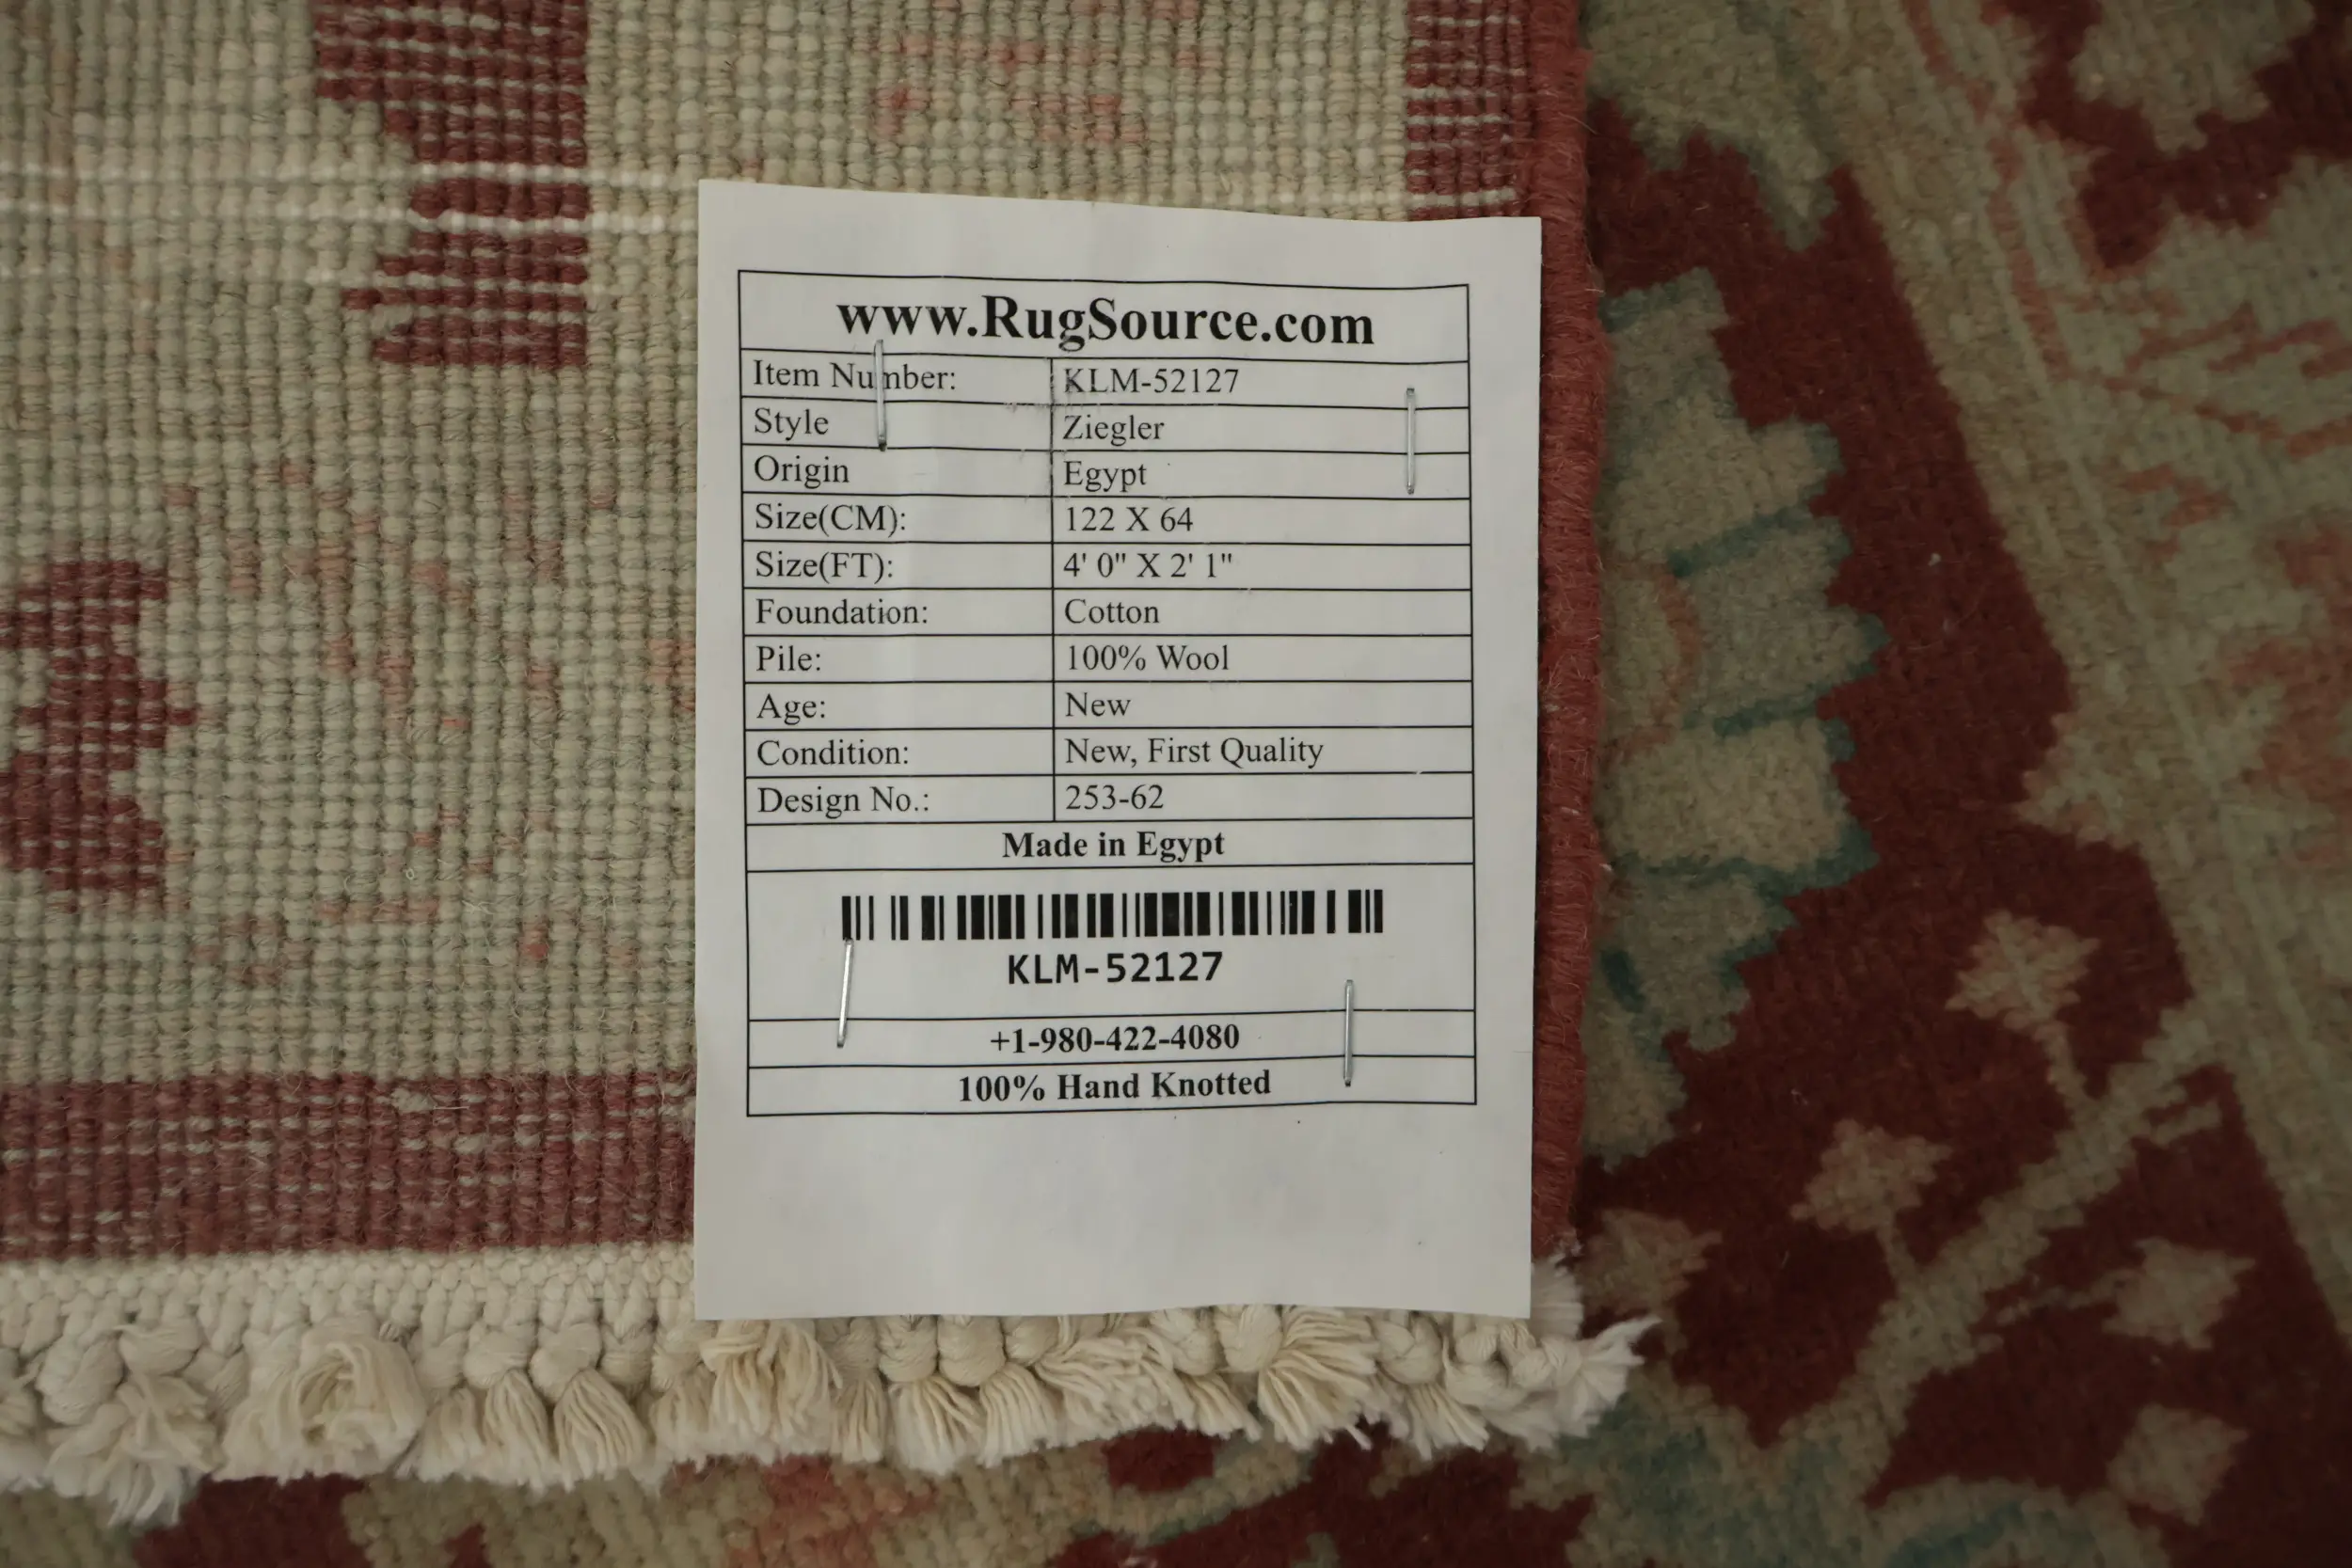 www.RugSource.com
Item Number: KLM-52127
Style Ziegler
Origin Egypt
Size(CM): 122 X 64
Size(FT): 4' 0" X 2' 1"
Foundation: Cotton
Pile: 100% Wool
Age: New
Condition: New, First Quality
Design No.: 253-62
Made in Egypt
KLM-52127
+1-980-422-4080
100% Hand Knotted